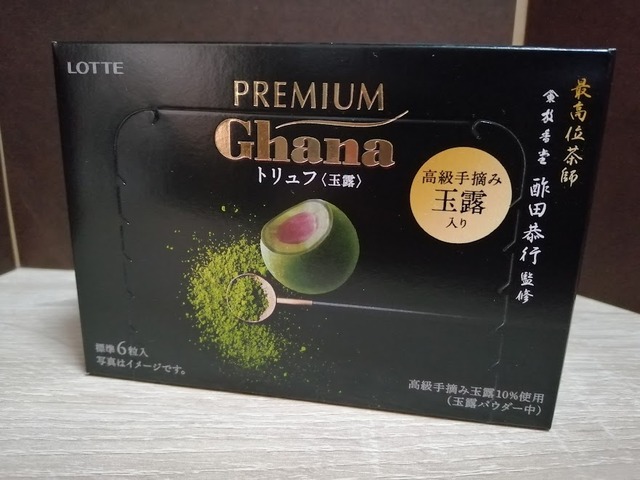 LOTTE
PREMIUM
Ghana
トリュフ〈玉露〉
高級手摘み
玉露
入り
最高位茶師
放香堂 酢田恭行 監修
標準6粒入
写真はイメージです。
高級手摘み玉露10%使用
(玉露パウダー中)